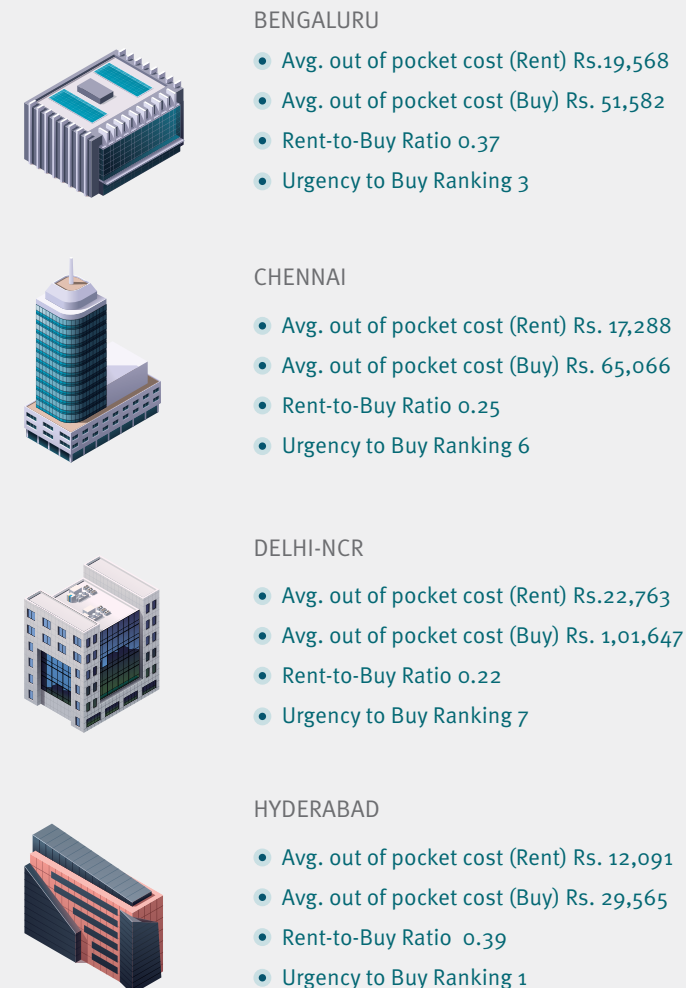 BENGALURU
Avg. out of pocket cost (Rent) Rs.19,568
Avg. out of pocket cost (Buy) Rs. 51,582
Rent-to-Buy Ratio 0.37
Urgency to Buy Ranking 3
CHENNAI
Avg. out of pocket cost (Rent) Rs. 17,288
Avg. out of pocket cost (Buy) Rs. 65,066
Rent-to-Buy Ratio 0.25
Urgency to Buy Ranking 6
DELHI-NCR
Avg. out of pocket cost (Rent) Rs.22,763
Avg. out of pocket cost (Buy) Rs. 1,01,647
Rent-to-Buy Ratio 0.22
Urgency to Buy Ranking 7
HYDERABAD
Avg. out of pocket cost (Rent) Rs. 12,091
Avg. out of pocket cost (Buy) Rs. 29,565
Rent-to-Buy Ratio 0.39
Urgency to Buy Ranking 1